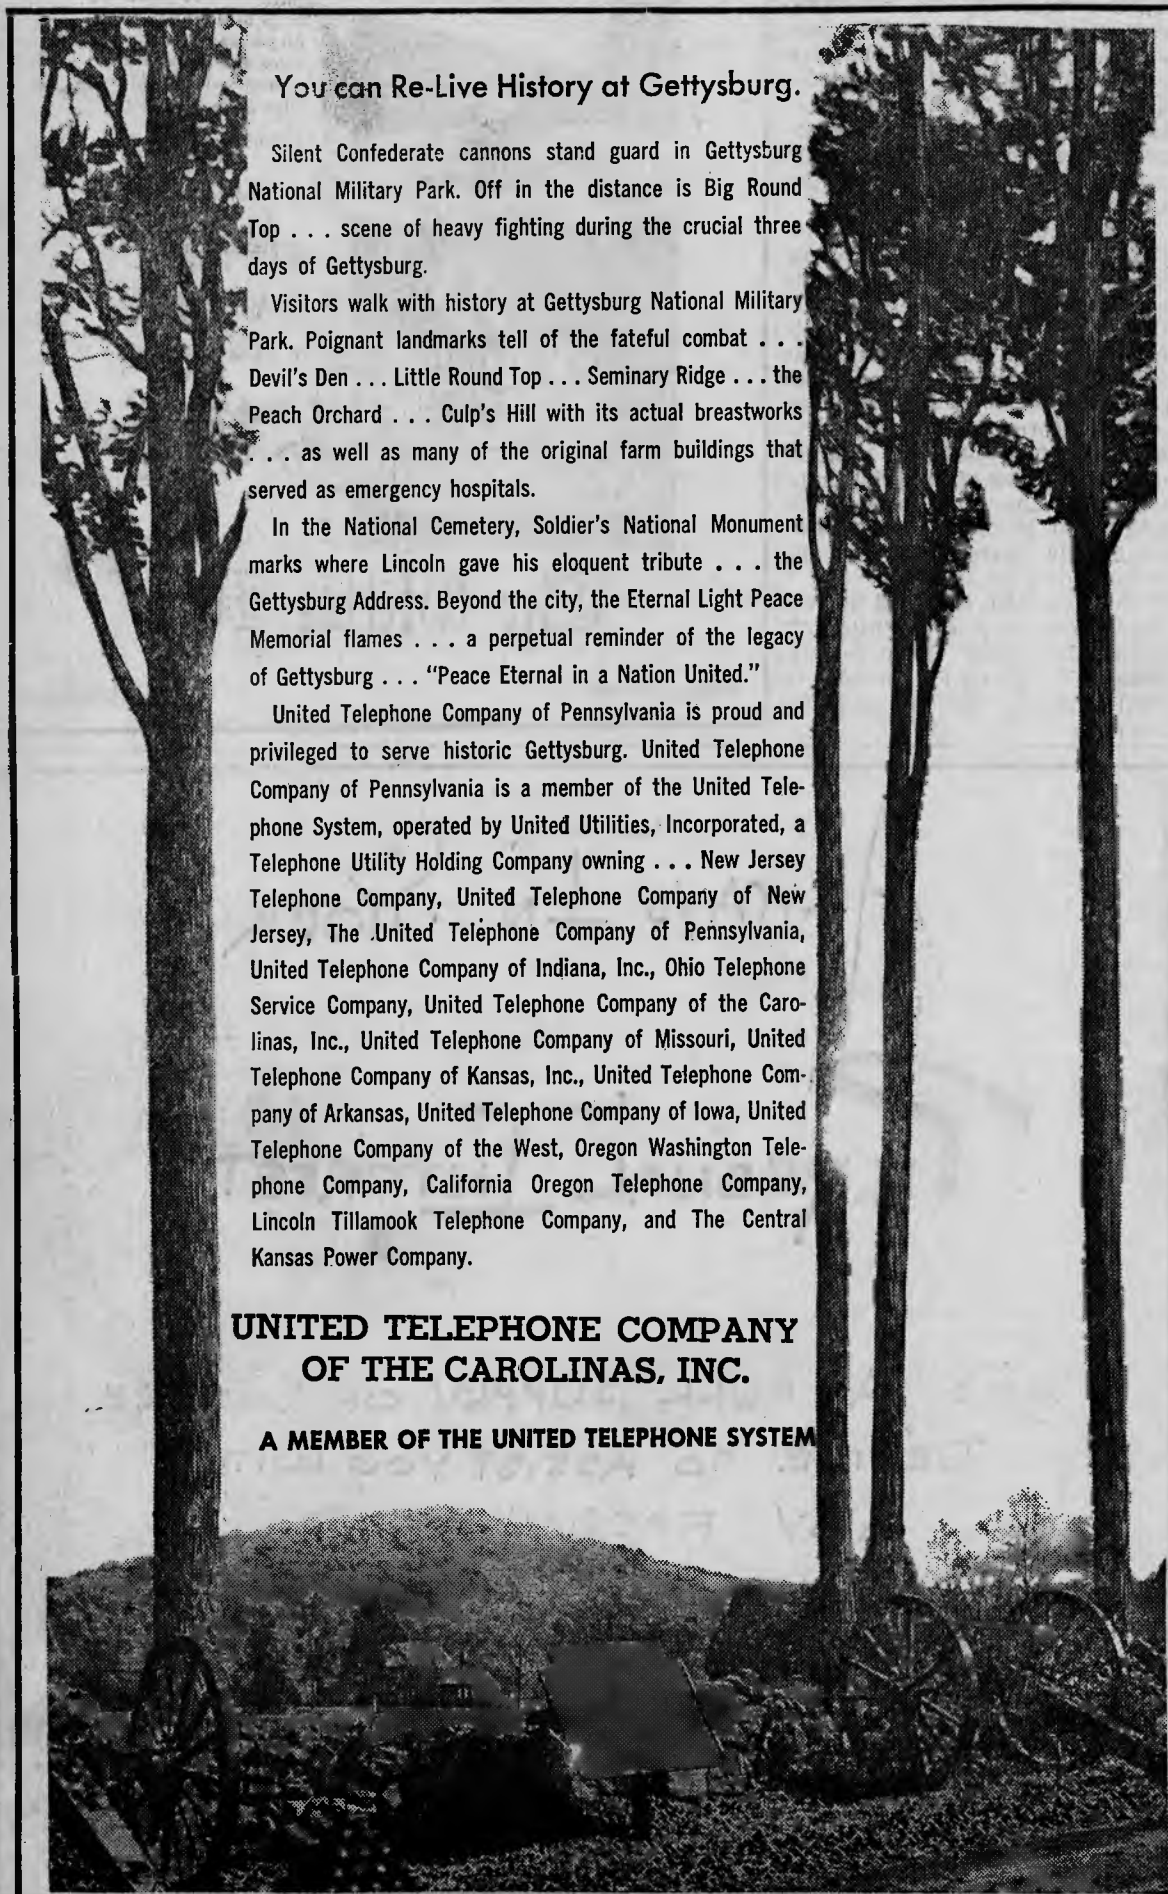 You can Re-Live History at Gettysburg.
Silent Confederate cannons stand guard in Gettysburg
National Military Park. Off in the distance is Big Round
Top . . . scene of heavy fighting during the crucial three
days of Gettysburg.
Visitors walk with history at Gettysburg National Military
Park. Poignant landmarks tell of the fateful combat . . .
Devil's Den . . . Little Round Top . . . Seminary Ridge . . . the
Peach Orchard . . . Culp's Hill with its actual breastworks
. . . as well as many of the original farm buildings that
served as emergency hospitals.
In the National Cemetery, Soldier's National Monument
marks where Lincoln gave his eloquent tribute . . . the
Gettysburg Address. Beyond the city, the Eternal Light Peace
Memorial flames . . . a perpetual reminder of the legacy
of Gettysburg . . . "Peace Eternal in a Nation United."
United Telephone Company of Pennsylvania is proud and
privileged to serve historic Gettysburg. United Telephone
Company of Pennsylvania is a member of the United Tele-
phone System, operated by United Utilities, Incorporated, a
Telephone Utility Holding Company owning . . . New Jersey
Telephone Company, United Telephone Company of New
Jersey, The United Telephone Company of Pennsylvania,
United Telephone Company of Indiana, Inc., Ohio Telephone
Service Company, United Telephone Company of the Caro-
linas, Inc., United Telephone Company of Missouri, United
Telephone Company of Kansas, Inc., United Telephone Com-
pany of Arkansas, United Telephone Company of Iowa, United
Telephone Company of the West, Oregon Washington Tele-
phone Company, California Oregon Telephone Company,
Lincoln Tillamook Telephone Company, and The Central
Kansas Power Company.
UNITED TELEPHONE COMPANY
OF THE CAROLINAS, INC.
A MEMBER OF THE UNITED TELEPHONE SYSTEM